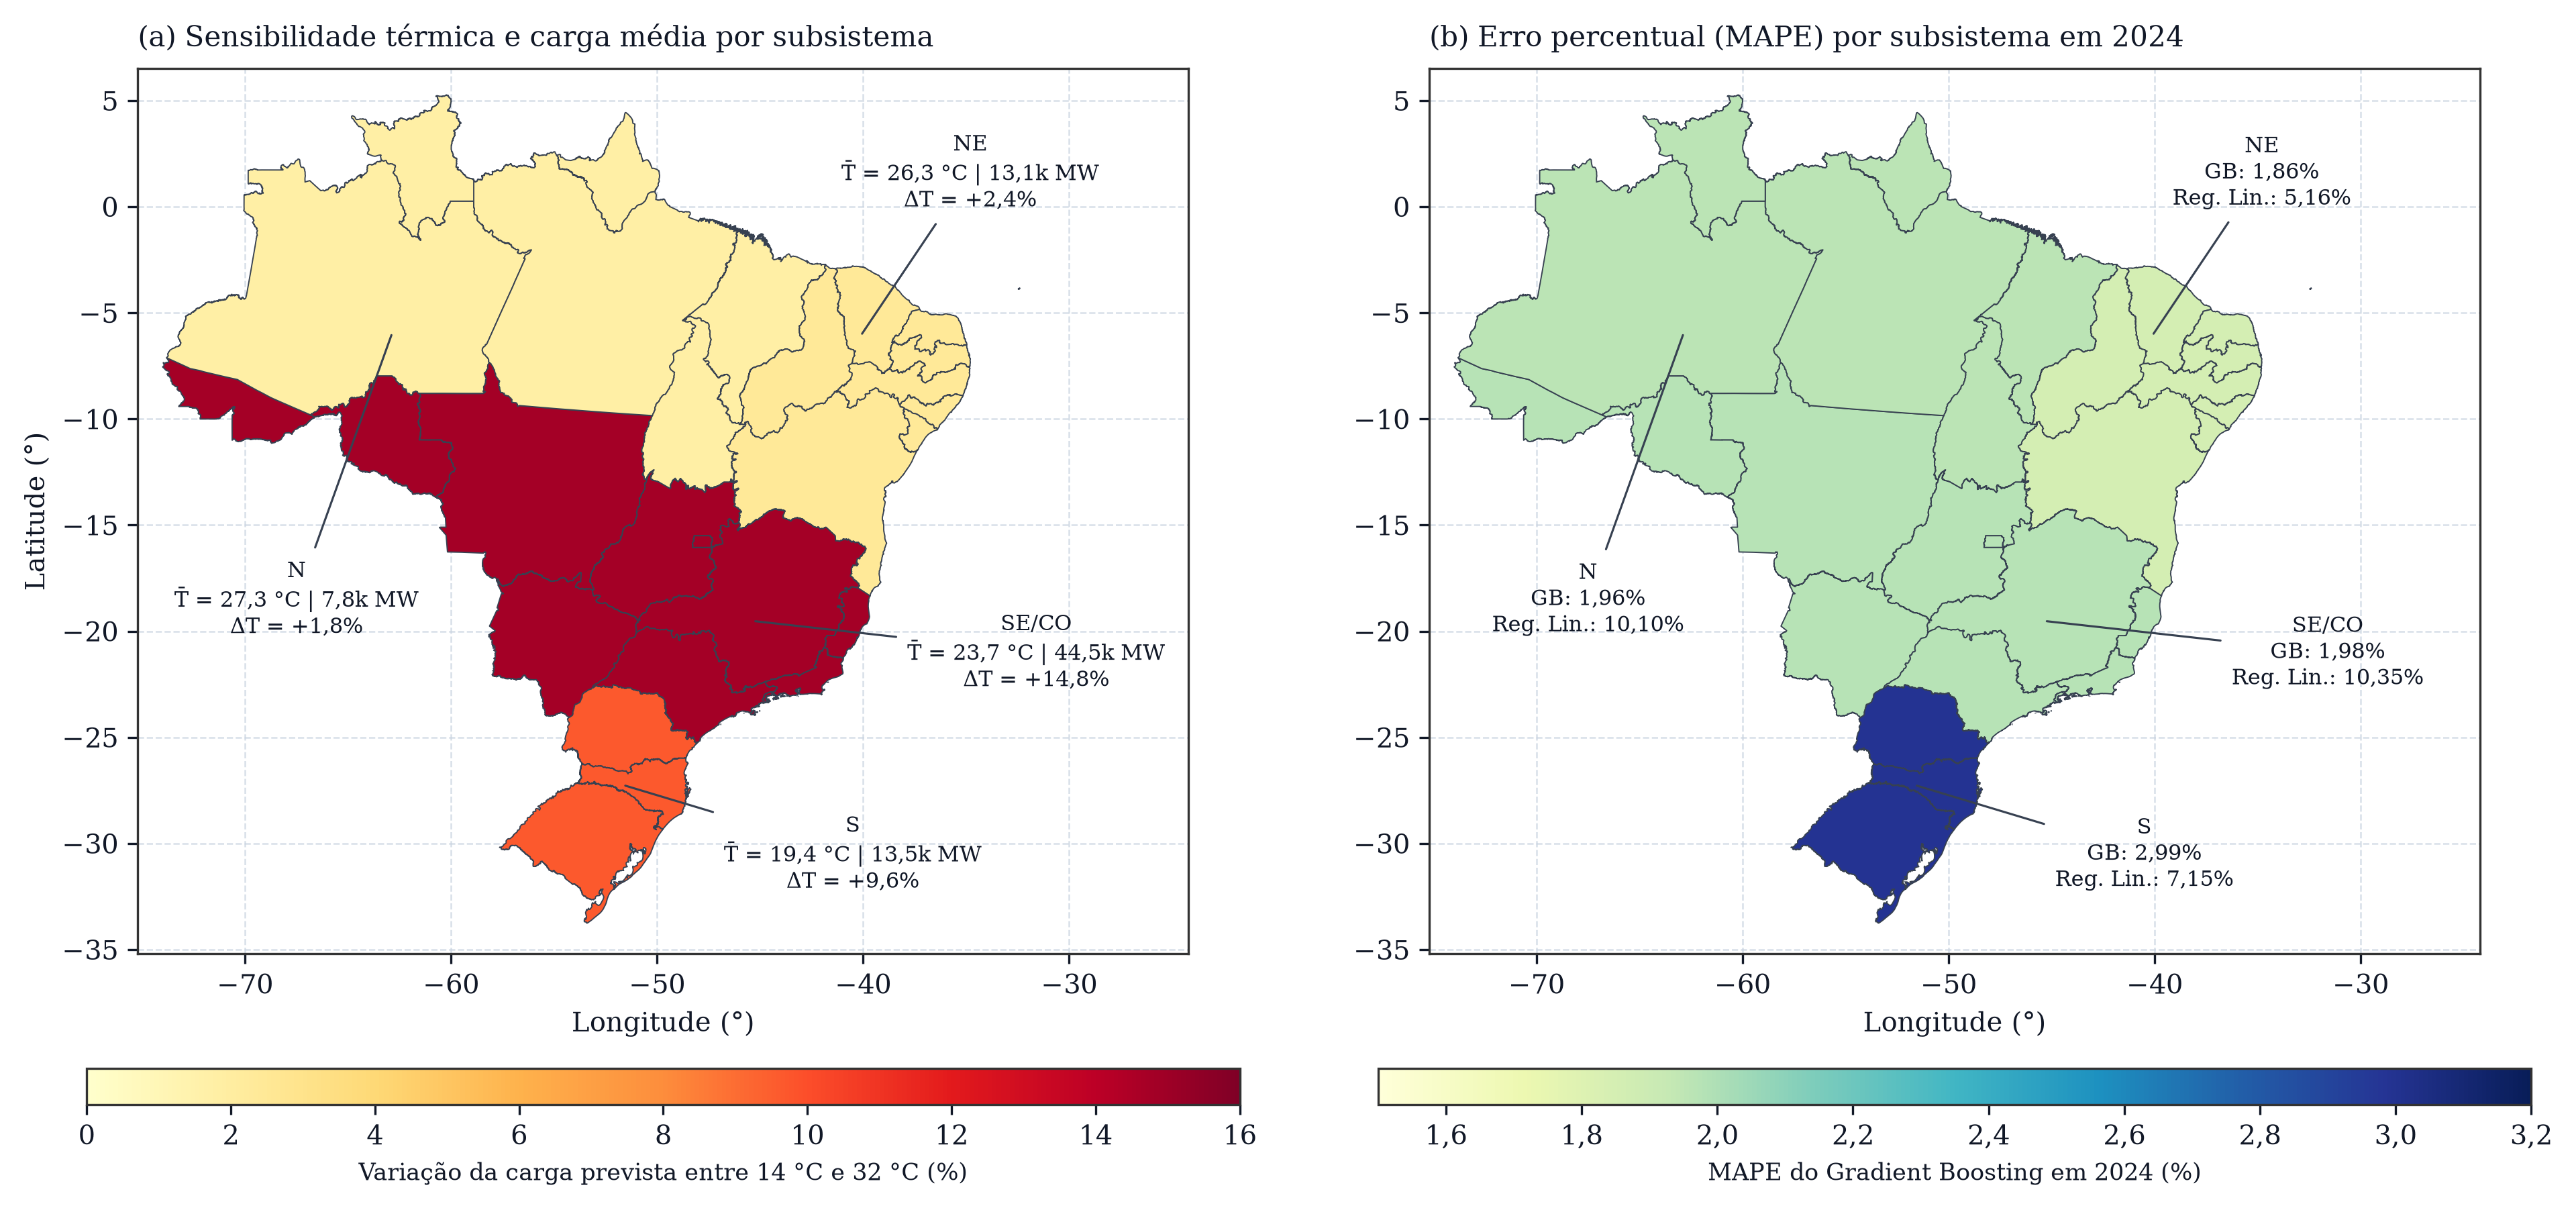 (a) Sensibilidade térmica e carga média por subsistema
5
0
−5
−10
−15
−20
−25
−30
−35
Latitude (°)
NE
T̄ = 26,3 °C | 13,1k MW
ΔT = +2,4%
N
T̄ = 27,3 °C | 7,8k MW
ΔT = +1,8%
SE/CO
T̄ = 23,7 °C | 44,5k MW
ΔT = +14,8%
S
T̄ = 19,4 °C | 13,5k MW
ΔT = +9,6%
−70 −60 −50 −40 −30
Longitude (°)
0 2 4 6 8 10 12 14 16
Variação da carga prevista entre 14 °C e 32 °C (%)
(b) Erro percentual (MAPE) por subsistema em 2024
5
0
−5
−10
−15
−20
−25
−30
−35
NE
GB: 1,86%
Reg. Lin.: 5,16%
N
GB: 1,96%
Reg. Lin.: 10,10%
SE/CO
GB: 1,98%
Reg. Lin.: 10,35%
S
GB: 2,99%
Reg. Lin.: 7,15%
−70 −60 −50 −40 −30
Longitude (°)
1,6 1,8 2,0 2,2 2,4 2,6 2,8 3,0 3,2
MAPE do Gradient Boosting em 2024 (%)